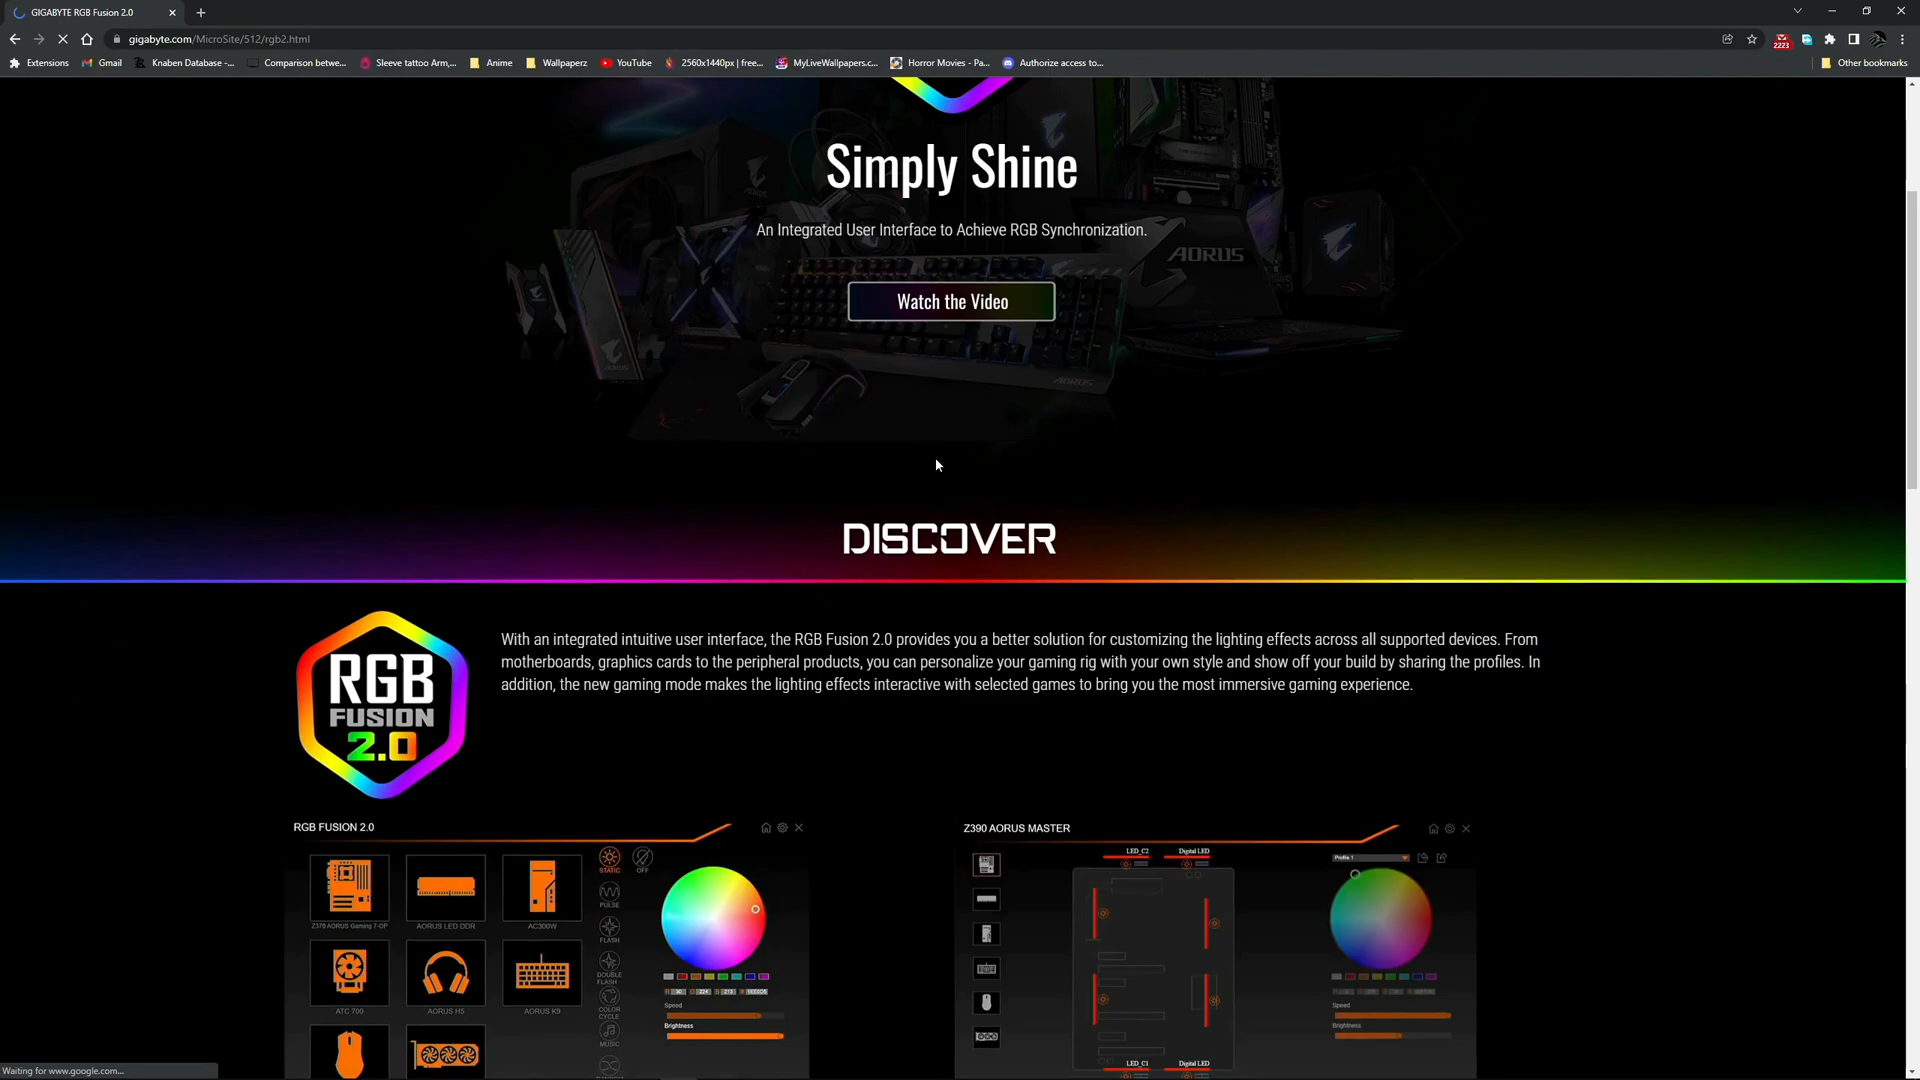 GIGABYTE RGB Fusion 2.0
gigabyte.com/MicroSite/512/rgb2.html
2223
Extensions Gmail Knaben Database -... Comparison betwe... Sleeve tattoo Arm,... Anime Wallpaperz YouTube 2560x1440px | free... MyLiveWallpapers.c... Horror Movies - Pa... Authorize access to... Other bookmarks
Simply Shine
An Integrated User Interface to Achieve RGB Synchronization.
AORUS
Watch the Video
AORUS
AORUS
DISCOVER
RGB
FUSION
2.0
With an integrated intuitive user interface, the RGB Fusion 2.0 provides you a better solution for customizing the lighting effects across all supported devices. From
motherboards, graphics cards to the peripheral products, you can personalize your gaming rig with your own style and show off your build by sharing the profiles. In
addition, the new gaming mode makes the lighting effects interactive with selected games to bring you the most immersive gaming experience.
RGB FUSION 2.0
STATIC
OFF
PULSE
FLASH
DOUBLE
FLASH
COLOR
CYCLE
MUSIC
Z370 AORUS Gaming 7-OP
AORUS LED DDR
AC300W
ATC 700
AORUS H5
AORUS K9
Speed
Brightness
Z390 AORUS MASTER
LED_C2
Digital LED
Profile 1
Speed
Brightness
LED_C1
Digital LED
Waiting for www.google.com...